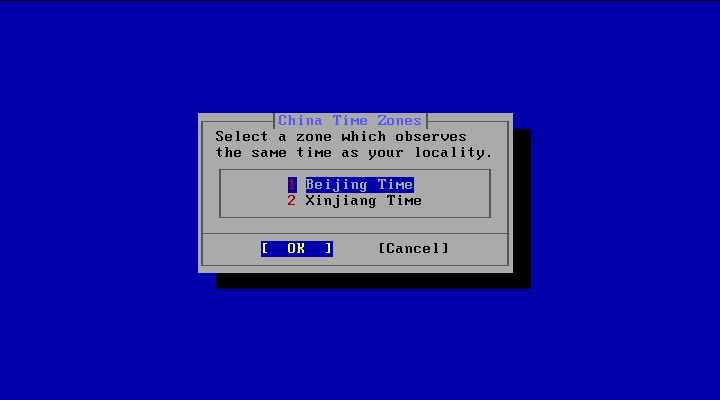 China Time Zones
Select a zone which observes
the same time as your locality.
1 Beijing Time
2 Xinjiang Time
[  OK  ]     [Cancel]